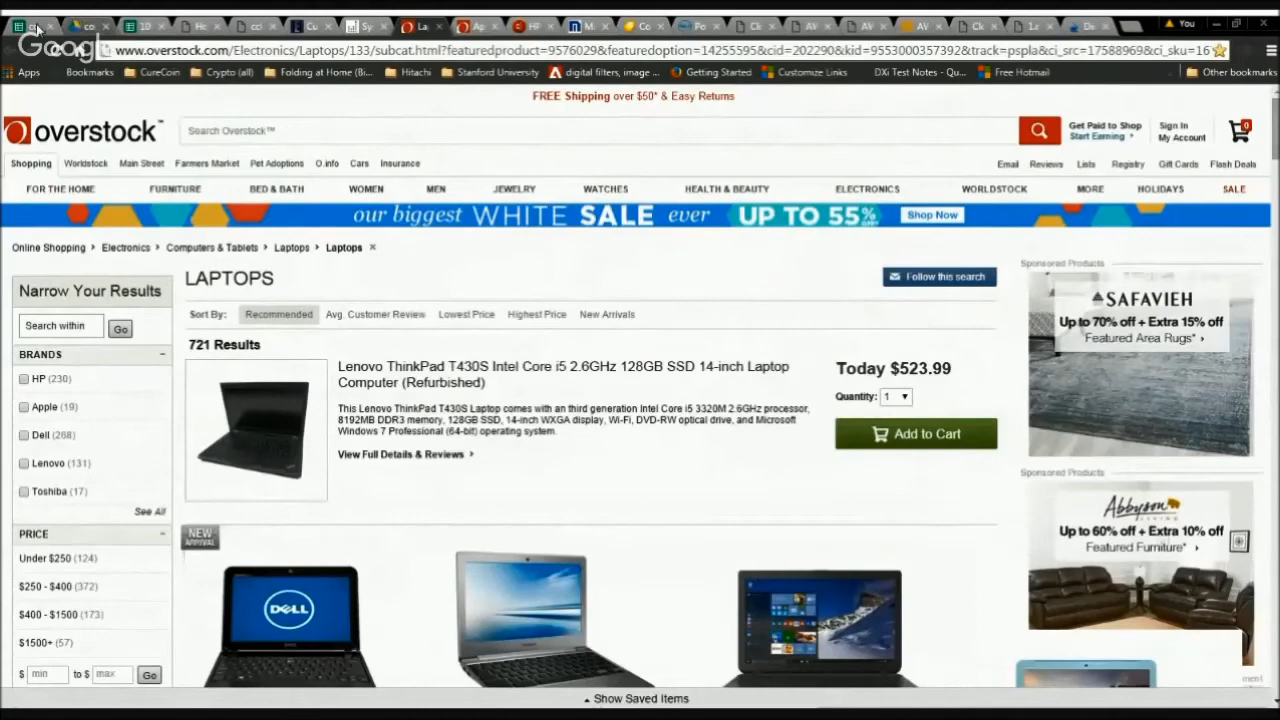 You
Google
www.overstock.com/Electronics/Laptops/133/subcat.html?featuredproduct=9576029&featuredoption=14255595&cid=202290&kid=9553000357392&track=pspla&ci_src=17588969&ci_sku=16
Apps Bookmarks CureCoin Crypto (all) Folding at Home (Bi... Hitachi Stanford University digital filters, image ... Getting Started Customize Links DXi Test Notes - Qu... Free Hotmail Other bookmarks
FREE Shipping over $50* & Easy Returns
overstock™
Search Overstock™
Get Paid to Shop
Start Earning
Sign In
My Account
0
Shopping Worldstock Main Street Farmers Market Pet Adoptions O.info Cars Insurance
Email Reviews Lists Registry Gift Cards Flash Deals
FOR THE HOME FURNITURE BED & BATH WOMEN MEN JEWELRY WATCHES HEALTH & BEAUTY ELECTRONICS WORLDSTOCK MORE HOLIDAYS SALE
our biggest WHITE SALE ever UP TO 55% OFF Shop Now
Online Shopping > Electronics > Computers & Tablets > Laptops > Laptops ×
Narrow Your Results
Search within Go
BRANDS
HP (230)
Apple (19)
Dell (268)
Lenovo (131)
Toshiba (17)
See All
PRICE
Under $250 (124)
$250 - $400 (372)
$400 - $1500 (173)
$1500+ (57)
$ min to $ max Go
LAPTOPS
Follow this search
Sort By: Recommended Avg. Customer Review Lowest Price Highest Price New Arrivals
721 Results
Lenovo ThinkPad T430S Intel Core i5 2.6GHz 128GB SSD 14-inch Laptop
Computer (Refurbished)
This Lenovo ThinkPad T430S Laptop comes with an third generation Intel Core i5 3320M 2.6GHz processor,
8192MB DDR3 memory, 128GB SSD, 14-inch WXGA display, Wi-Fi, DVD-RW optical drive, and Microsoft
Windows 7 Professional (64-bit) operating system.
View Full Details & Reviews >
Today $523.99
Quantity: 1
Add to Cart
NEW
ARRIVAL
DELL
Sponsored Products
SAFAVIEH
Up to 70% off + Extra 15% off
Featured Area Rugs* >
Sponsored Products
Abbyson
LIVING
Up to 60% off + Extra 10% off
Featured Furniture* >
Show Saved Items